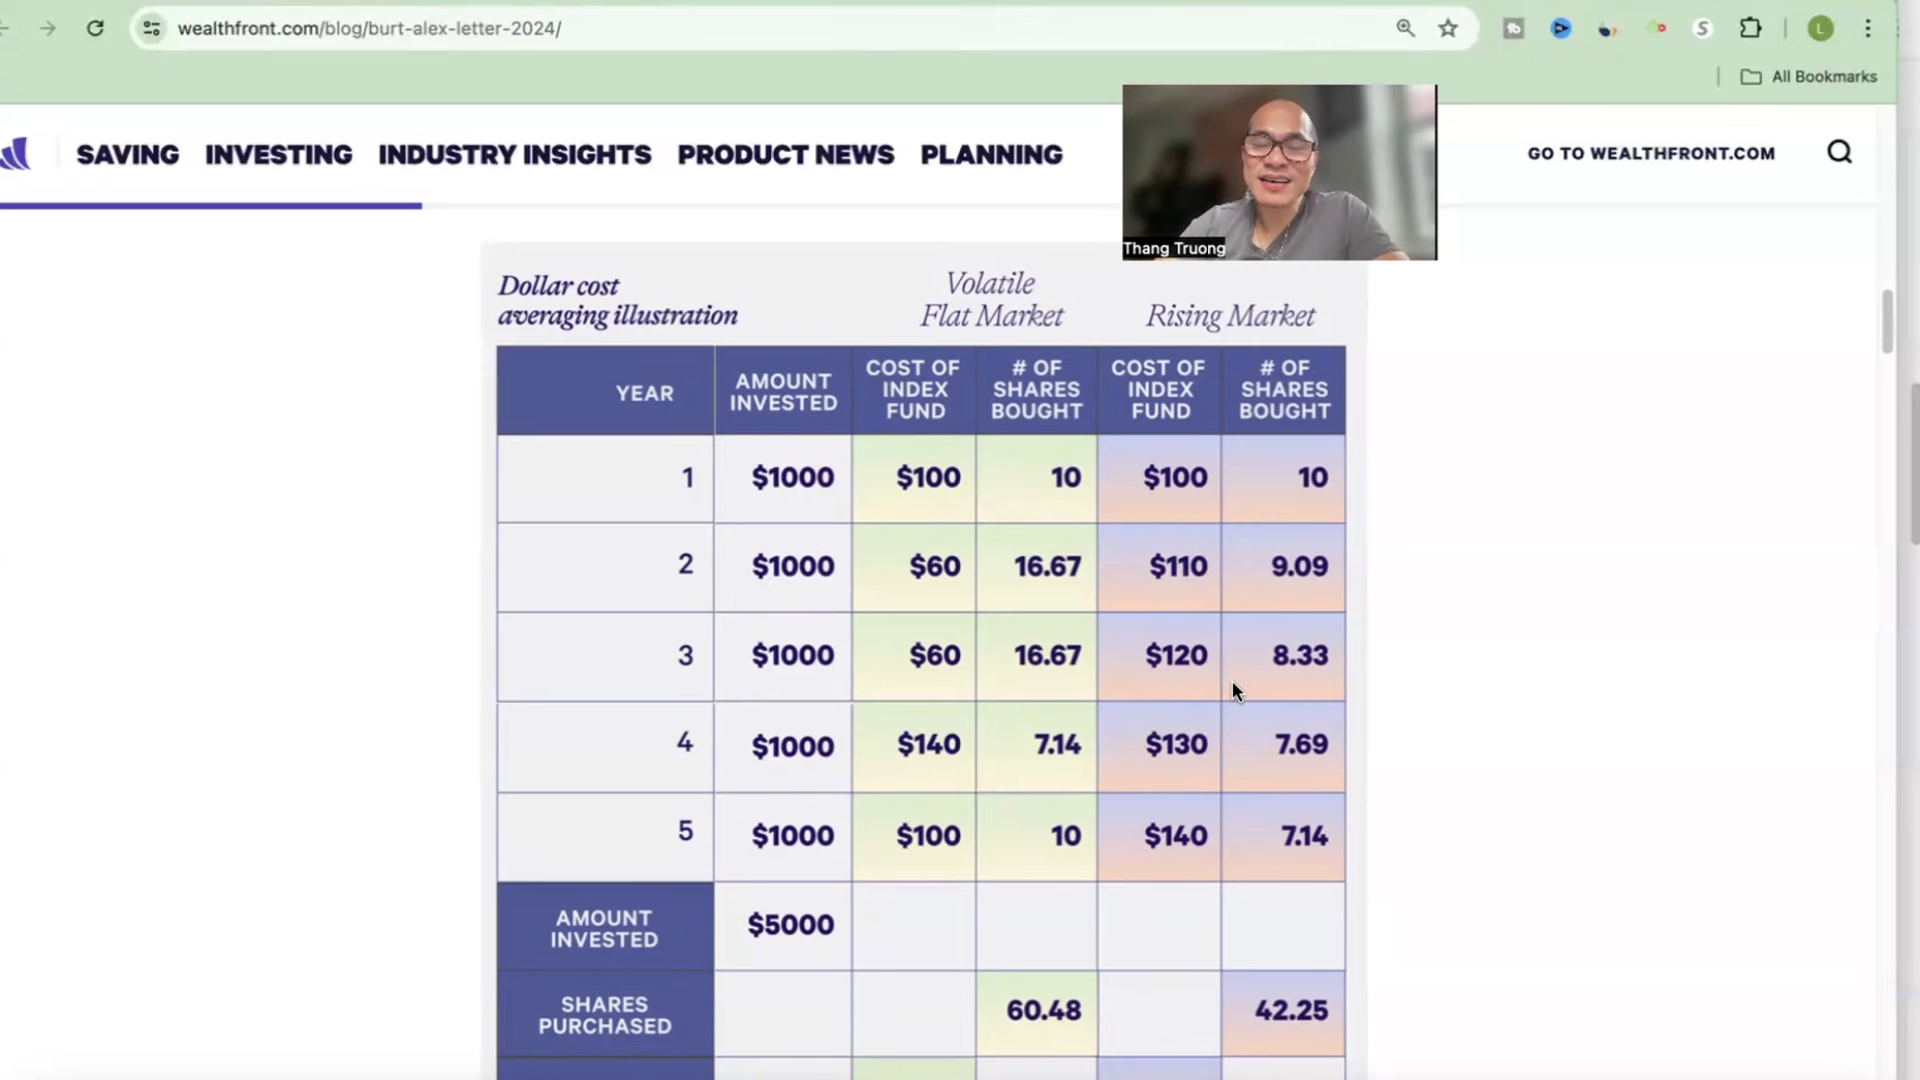 wealthfront.com/blog/burt-alex-letter-2024/
tb
S
L
All Bookmarks
SAVING INVESTING INDUSTRY INSIGHTS PRODUCT NEWS PLANNING
GO TO WEALTHFRONT.COM
Thang Truong
Dollar cost
averaging illustration
Volatile
Flat Market
Rising Market
YEAR
AMOUNT
INVESTED
COST OF
INDEX
FUND
# OF
SHARES
BOUGHT
COST OF
INDEX
FUND
# OF
SHARES
BOUGHT
1 $1000 $100 10 $100 10
2 $1000 $60 16.67 $110 9.09
3 $1000 $60 16.67 $120 8.33
4 $1000 $140 7.14 $130 7.69
5 $1000 $100 10 $140 7.14
AMOUNT
INVESTED
$5000
SHARES
PURCHASED
60.48 42.25